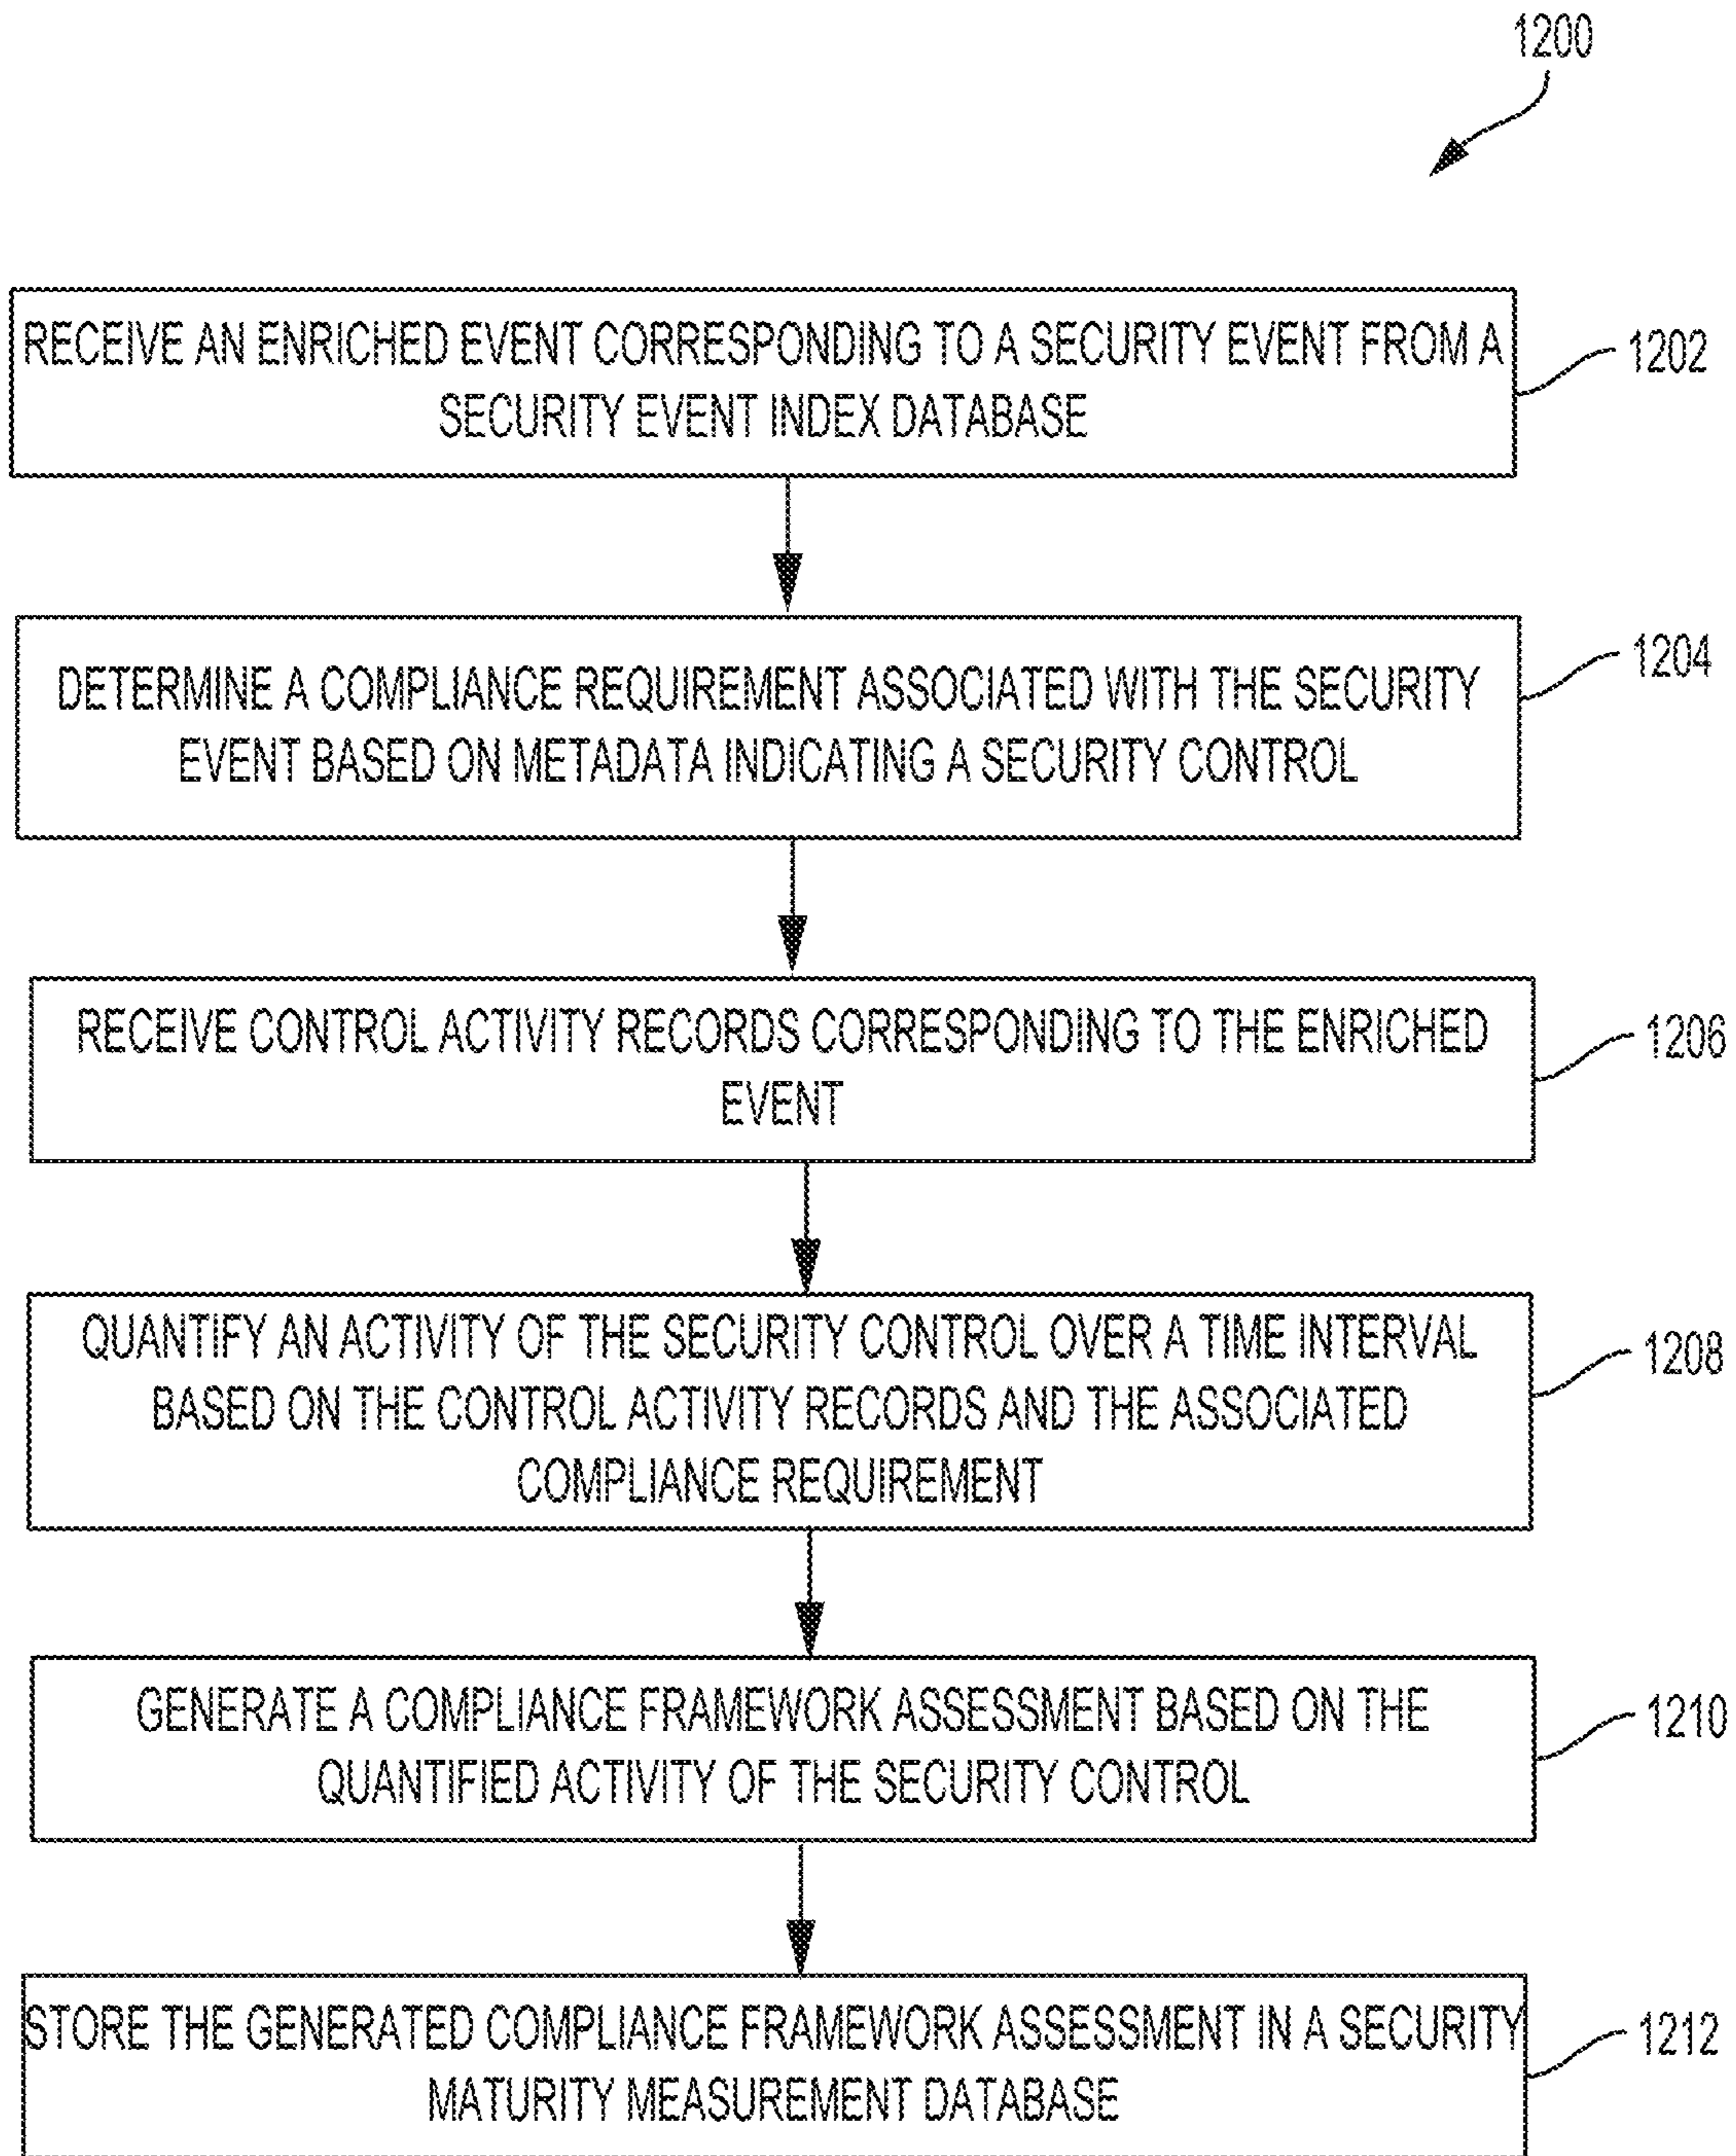 1200
RECEIVE AN ENRICHED EVENT CORRESPONDING TO A SECURITY EVENT FROM A
SECURITY EVENT INDEX DATABASE
1202
DETERMINE A COMPLIANCE REQUIREMENT ASSOCIATED WITH THE SECURITY
EVENT BASED ON METADATA INDICATING A SECURITY CONTROL
1204
RECEIVE CONTROL ACTIVITY RECORDS CORRESPONDING TO THE ENRICHED
EVENT
1206
QUANTIFY AN ACTIVITY OF THE SECURITY CONTROL OVER A TIME INTERVAL
BASED ON THE CONTROL ACTIVITY RECORDS AND THE ASSOCIATED
COMPLIANCE REQUIREMENT
1208
GENERATE A COMPLIANCE FRAMEWORK ASSESSMENT BASED ON THE
QUANTIFIED ACTIVITY OF THE SECURITY CONTROL
1210
STORE THE GENERATED COMPLIANCE FRAMEWORK ASSESSMENT IN A SECURITY
MATURITY MEASUREMENT DATABASE
1212